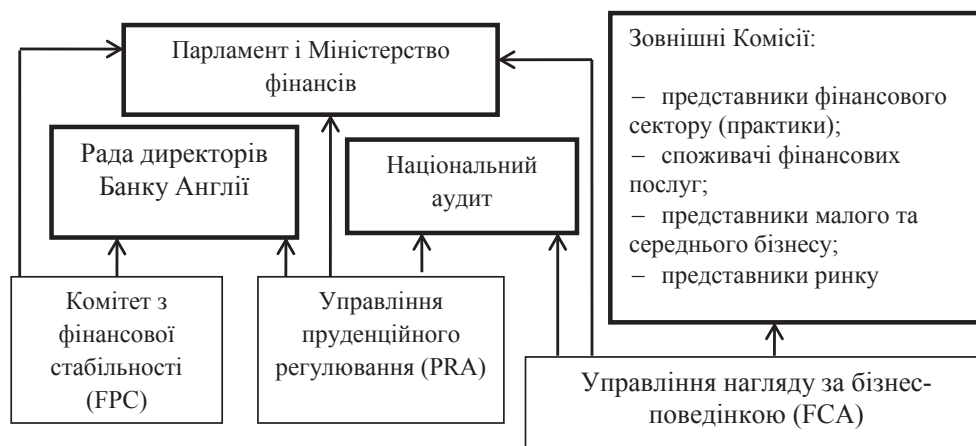 Парламент і Міністерство
фінансів
Зовнішні Комісії:
– представники фінансового
сектору (практики);
– споживачі фінансових
послуг;
– представники малого та
середнього бізнесу;
– представники ринку
Рада директорів
Банку Англії
Національний
аудит
Комітет з
фінансової
стабільності
(FPC)
Управління
пруденційного
регулювання (PRA)
Управління нагляду за бізнес-
поведінкою (FCA)